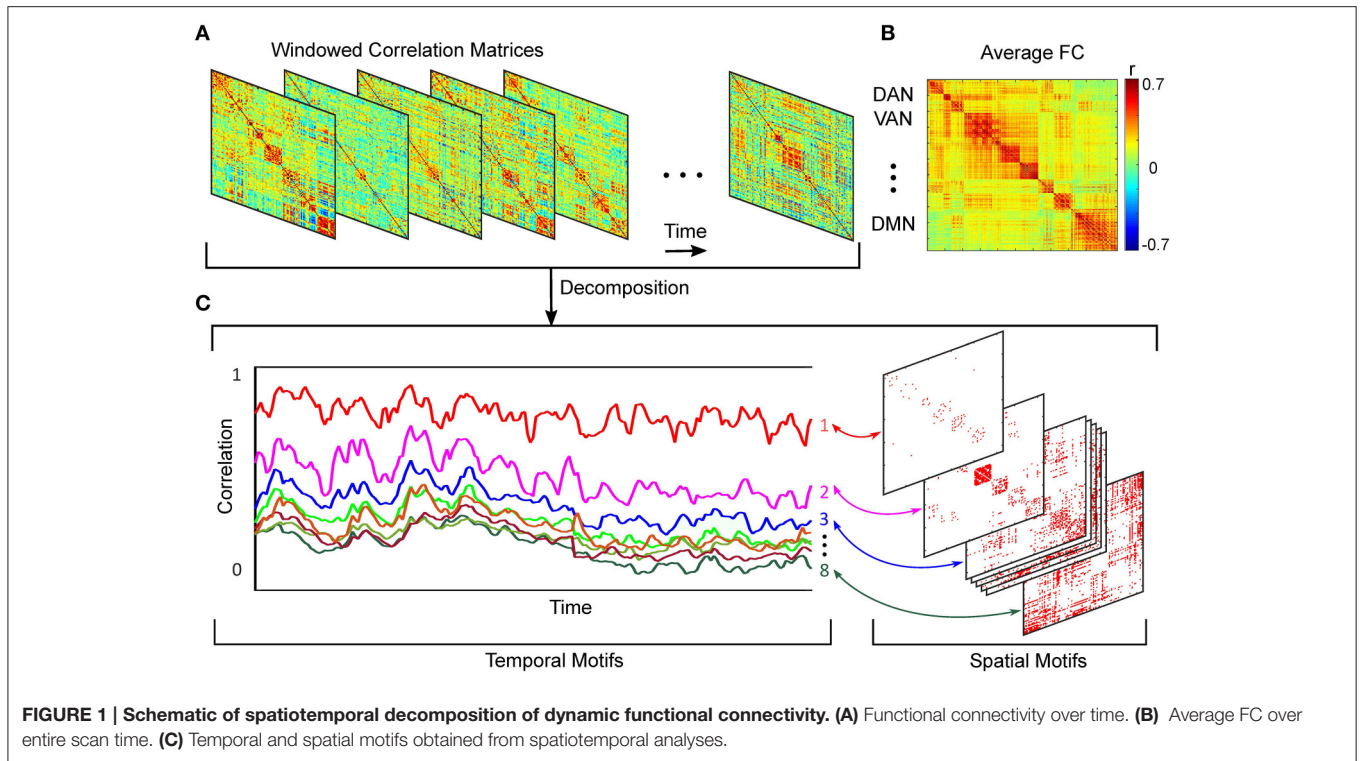 A
Windowed Correlation Matrices
• • •
Time
B
Average FC
r
0.7
0
-0.7
DAN
VAN
DMN
Decomposition
C
1
Correlation
0
Time
1
2
3
8
Temporal Motifs
Spatial Motifs
FIGURE 1 | Schematic of spatiotemporal decomposition of dynamic functional connectivity. (A) Functional connectivity over time. (B) Average FC over
entire scan time. (C) Temporal and spatial motifs obtained from spatiotemporal analyses.